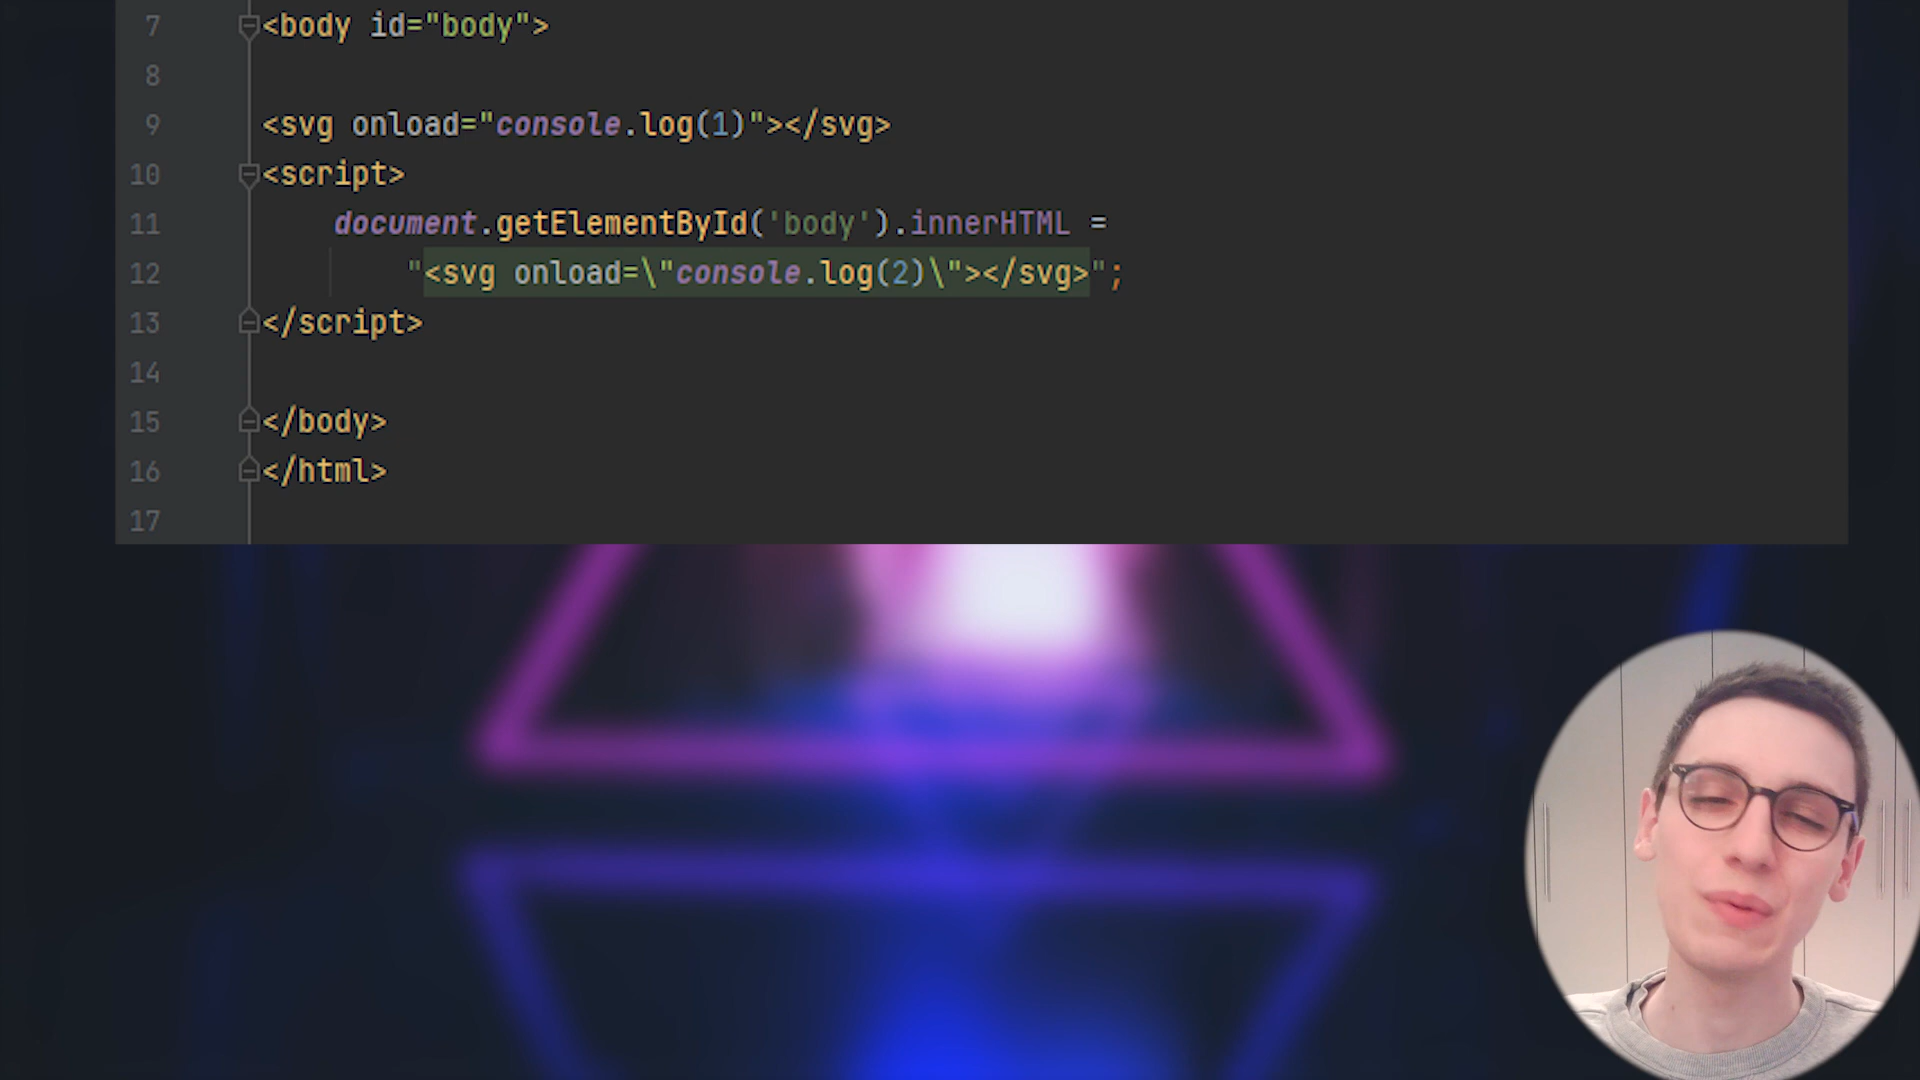 7 <body id="body">
8
9 <svg onload="console.log(1)"></svg>
10 <script>
11 document.getElementById('body').innerHTML =
12 "<svg onload=\"console.log(2)\"></svg>";
13 </script>
14
15 </body>
16 </html>
17